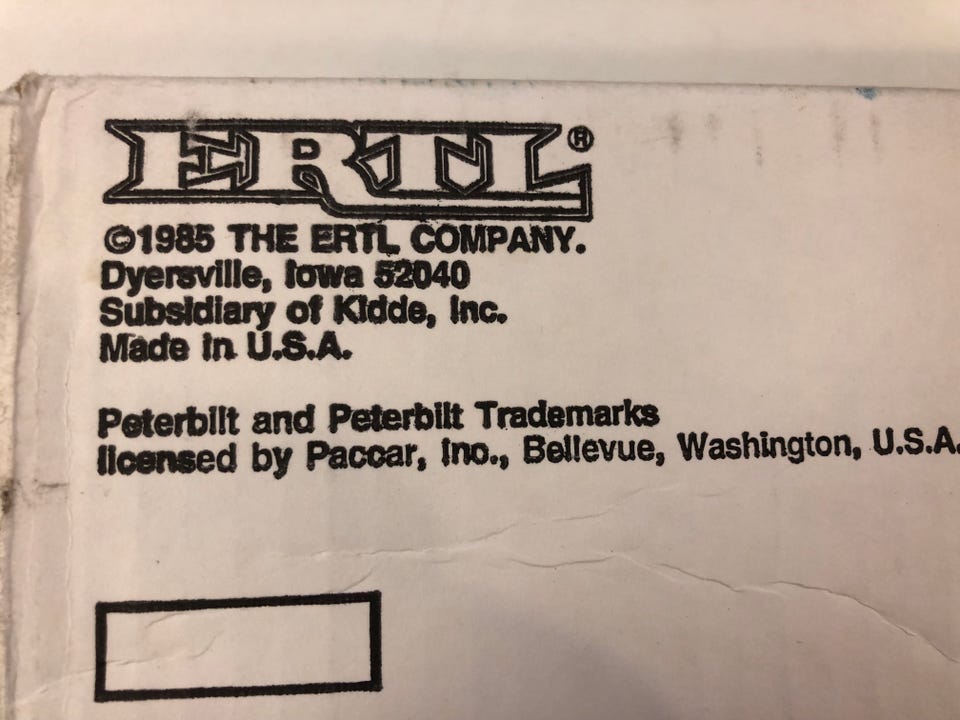 ERTL®
©1985 THE ERTL COMPANY.
Dyersville, Iowa 52040
Subsidiary of Kidde, Inc.
Made in U.S.A.
Peterbilt and Peterbilt Trademarks
licensed by Paccar, Inc., Bellevue, Washington, U.S.A.